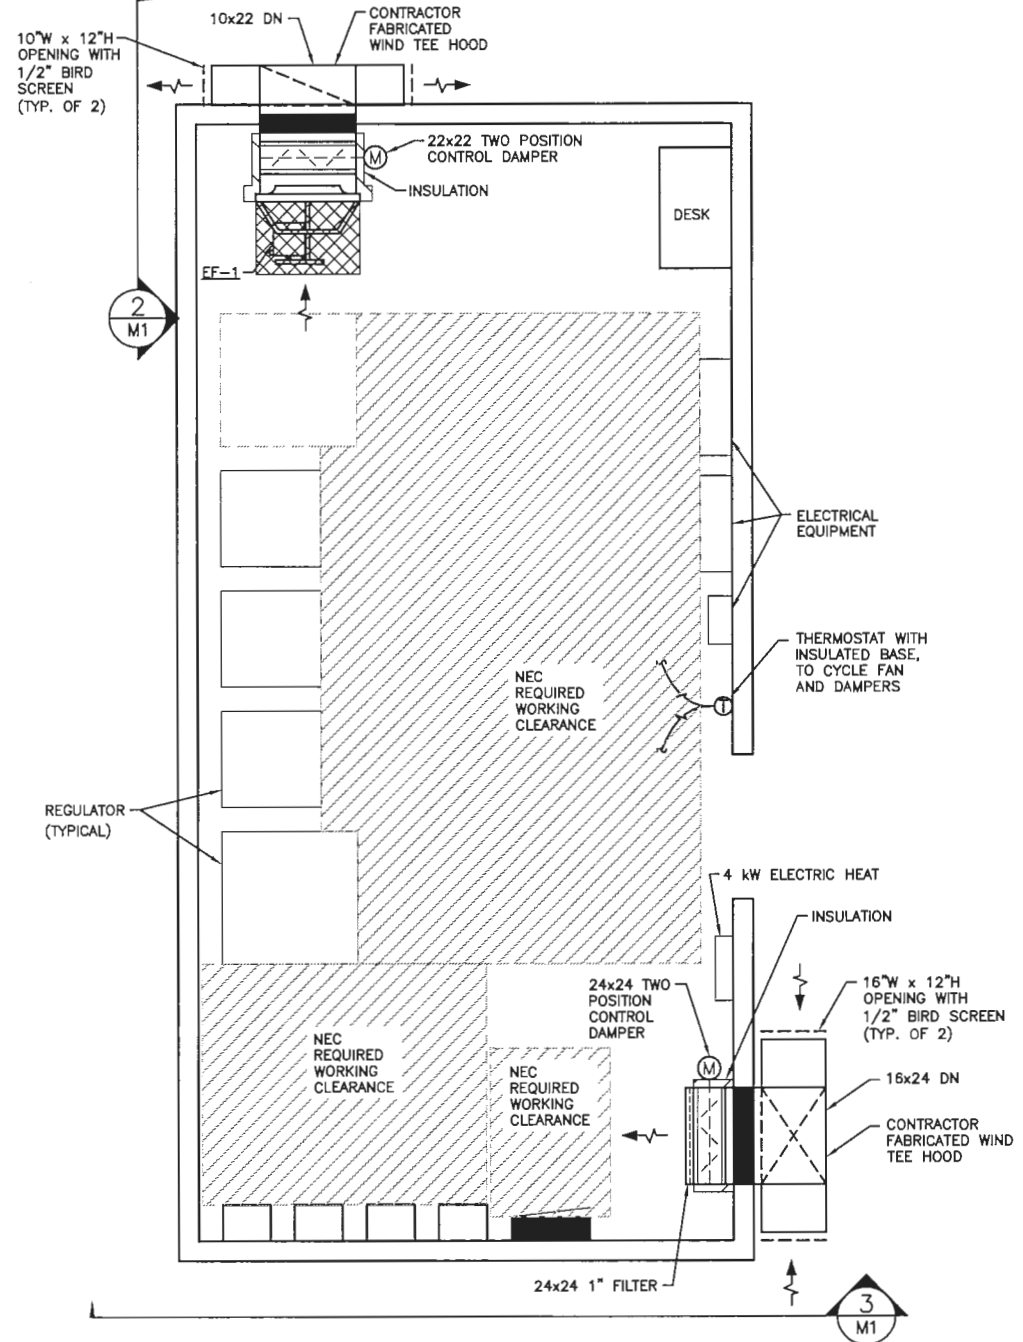 10x22 DN
CONTRACTOR
FABRICATED
WIND TEE HOOD
10"W x 12"H
OPENING WITH
1/2" BIRD
SCREEN
(TYP. OF 2)
22x22 TWO POSITION
CONTROL DAMPER
M
INSULATION
DESK
EF-1
2
M1
ELECTRICAL
EQUIPMENT
THERMOSTAT WITH
INSULATED BASE,
TO CYCLE FAN
AND DAMPERS
T
NEC
REQUIRED
WORKING
CLEARANCE
REGULATOR
(TYPICAL)
4 kW ELECTRIC HEAT
INSULATION
24x24 TWO
POSITION
CONTROL
DAMPER
M
16"W x 12"H
OPENING WITH
1/2" BIRD SCREEN
(TYP. OF 2)
NEC
REQUIRED
WORKING
CLEARANCE
NEC
REQUIRED
WORKING
CLEARANCE
16x24 DN
CONTRACTOR
FABRICATED WIND
TEE HOOD
24x24 1" FILTER
3
M1